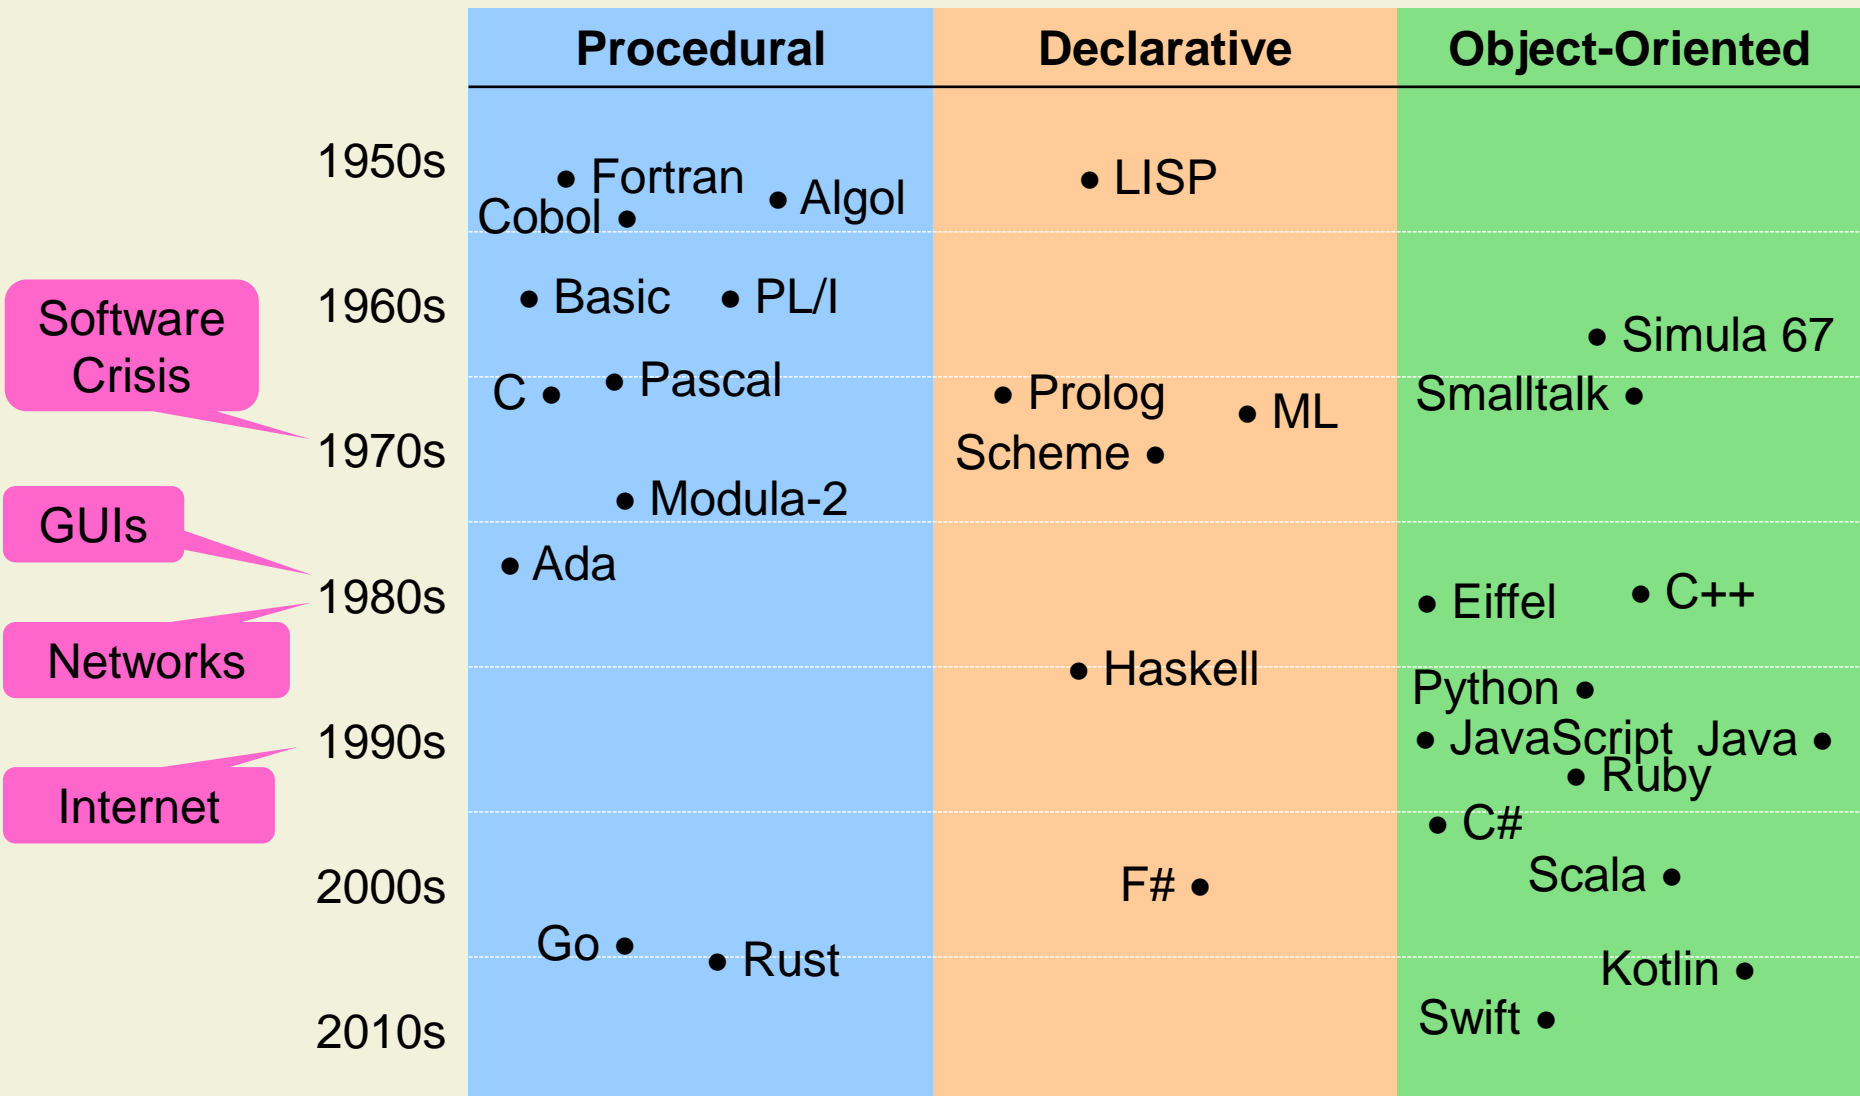 Procedural Declarative Object-Oriented
1950s
Fortran
LISP
Algol
Cobol
Software
Crisis
1960s
Basic
PL/I
Simula 67
C
Pascal
Prolog
ML
Smalltalk
1970s
Scheme
Modula-2
GUIs
Ada
1980s
Eiffel
C++
Networks
Haskell
Python
1990s
JavaScript
Java
Ruby
Internet
C#
2000s
F#
Scala
Go
Rust
Kotlin
2010s
Swift